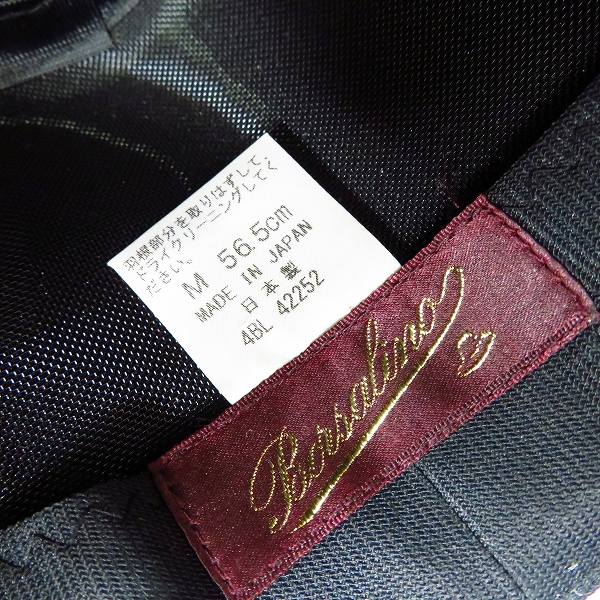 羽根部分を取りはずして、
ドライクリーニングしてく
ださい。
M 56.5cm
MADE IN JAPAN
日本製
4BL 42252
Borsalino